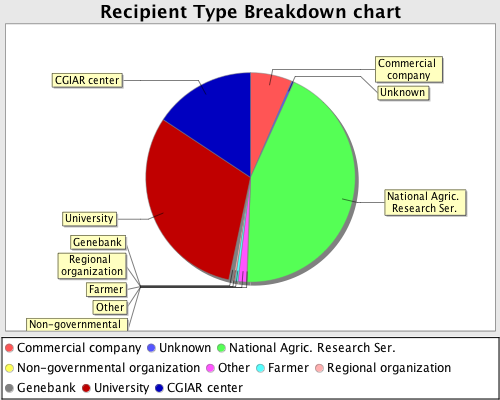 Recipient Type Breakdown chart
Commercial
company
CGIAR center
Unknown
National Agric.
Research Ser.
University
Genebank
Regional
organization
Farmer
Other
Non-governmental
Commercial company Unknown National Agric. Research Ser.
Non-governmental organization Other Farmer Regional organization
Genebank University CGIAR center